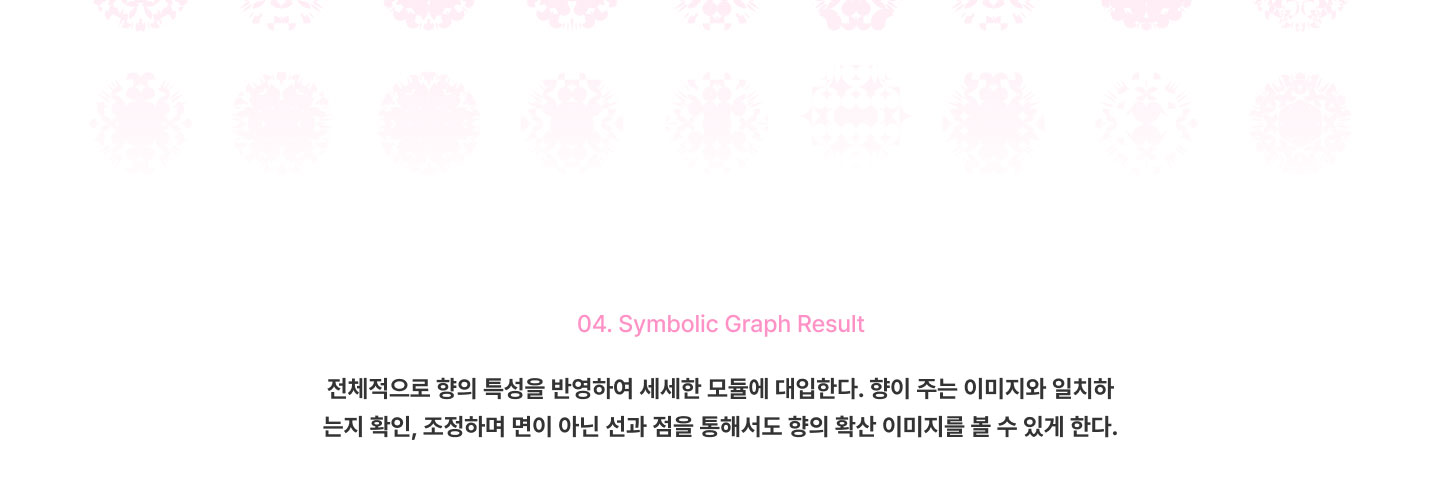 04. Symbolic Graph Result
전체적으로 향의 특성을 반영하여 세세한 모듈에 대입한다. 향이 주는 이미지와 일치하
는지 확인, 조정하며 면이 아닌 선과 점을 통해서도 향의 확산 이미지를 볼 수 있게 한다.